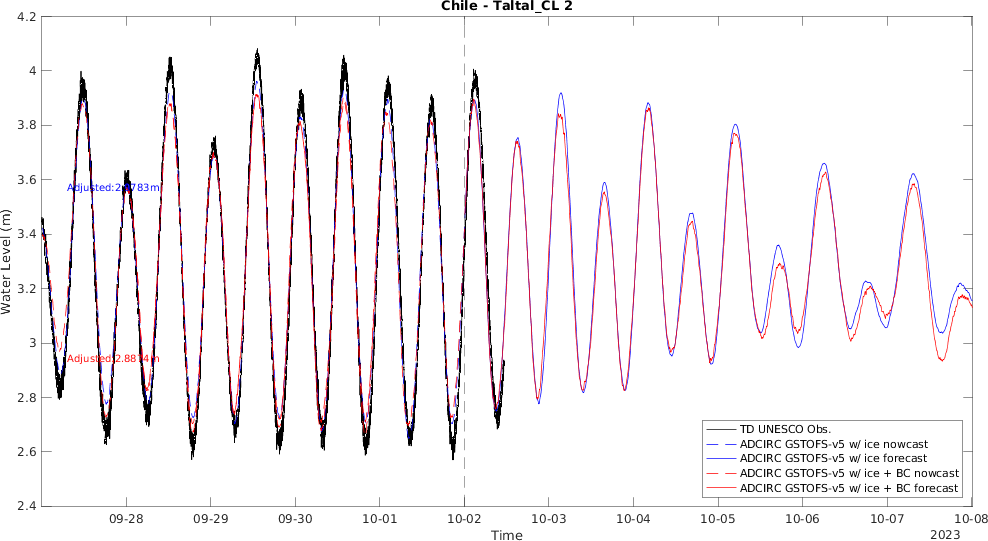 Chile - Taltal_CL 2
4.2
4
3.8
3.6
3.4
3.2
3
2.8
2.6
2.4
Water Level (m)
Adjusted:2.8874m
TD UNESCO Obs.
ADCIRC GSTOFS-v5 w/ ice nowcast
ADCIRC GSTOFS-v5 w/ ice forecast
ADCIRC GSTOFS-v5 w/ ice + BC nowcast
ADCIRC GSTOFS-v5 w/ ice + BC forecast
09-28 09-29 09-30 10-01 10-02 10-03 10-04 10-05 10-06 10-07 10-08
Time
2023